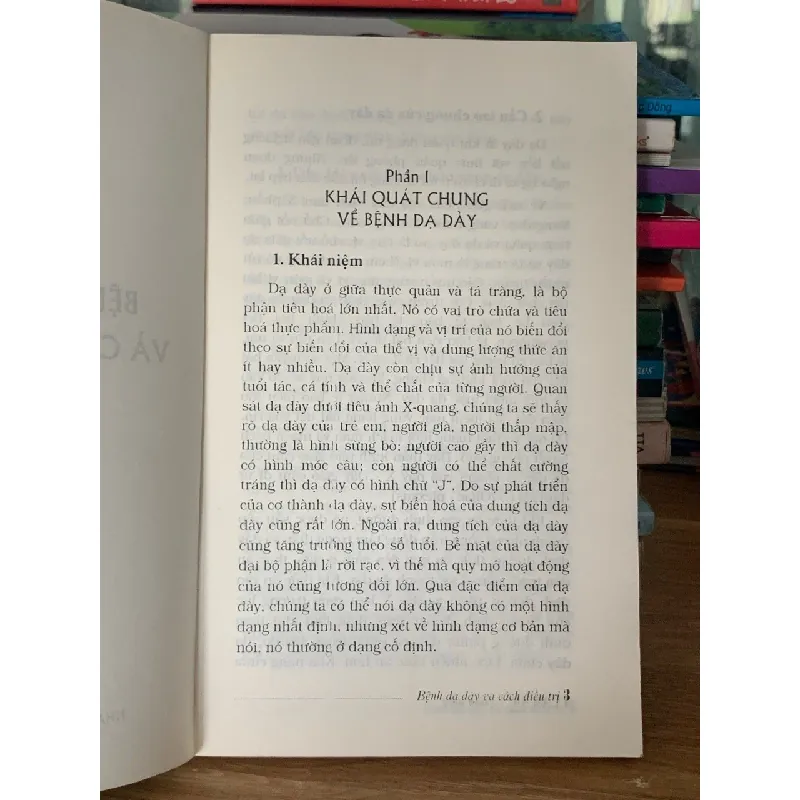 Phần I
KHÁI QUÁT CHUNG
VỀ BỆNH DẠ DÀY
1. Khái niệm
Dạ dày ở giữa thực quản và tá tràng, là bộ
phận tiêu hoá lớn nhất. Nó có vai trò chứa và tiêu
hoá thực phẩm. Hình dạng và vị trí của nó biến đổi
theo sự biến đổi của thể vị và dung lượng thức ăn
ít hay nhiều. Dạ dày còn chịu sự ảnh hưởng của
tuổi tác, cá tính và thể chất của từng người. Quan
sát dạ dày dưới tiêu ảnh X-quang, chúng ta sẽ thấy
rõ dạ dày của trẻ em, người già, người thấp mập,
thường là hình sừng bò; người cao gầy thì dạ dày
có hình móc câu; còn người có thể chất cường
tráng thì dạ dày có hình chữ "J". Do sự phát triển
của cơ thành dạ dày, sự biến hoá của dung tích dạ
dày cũng rất lớn. Ngoài ra, dung tích của dạ dày
cũng tăng trưởng theo số tuổi. Bề mặt của dạ dày
đại bộ phận là rời rạc, vì thế mà quy mô hoạt động
của nó cũng tương đối lớn. Qua đặc điểm của dạ
dày, chúng ta có thể nói dạ dày không có một hình
dạng nhất định, nhưng xét về hình dạng cơ bản mà
nói, nó thường ở dạng cố định.
Bệnh dạ dày và cách điều trị 3